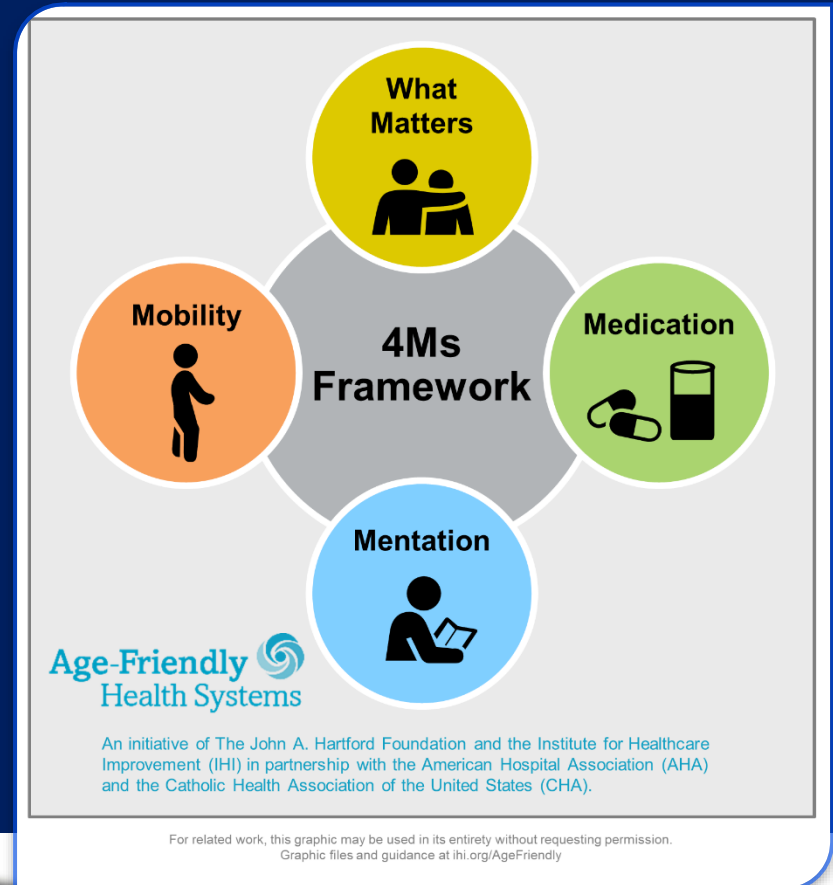 What
Matters
Mobility
4Ms
Framework
Medication
Mentation
Age-Friendly
Health Systems
An initiative of The John A. Hartford Foundation and the Institute for Healthcare
Improvement (IHI) in partnership with the American Hospital Association (AHA)
and the Catholic Health Association of the United States (CHA).
For related work, this graphic may be used in its entirety without requesting permission.
Graphic files and guidance at ihi.org/AgeFriendly